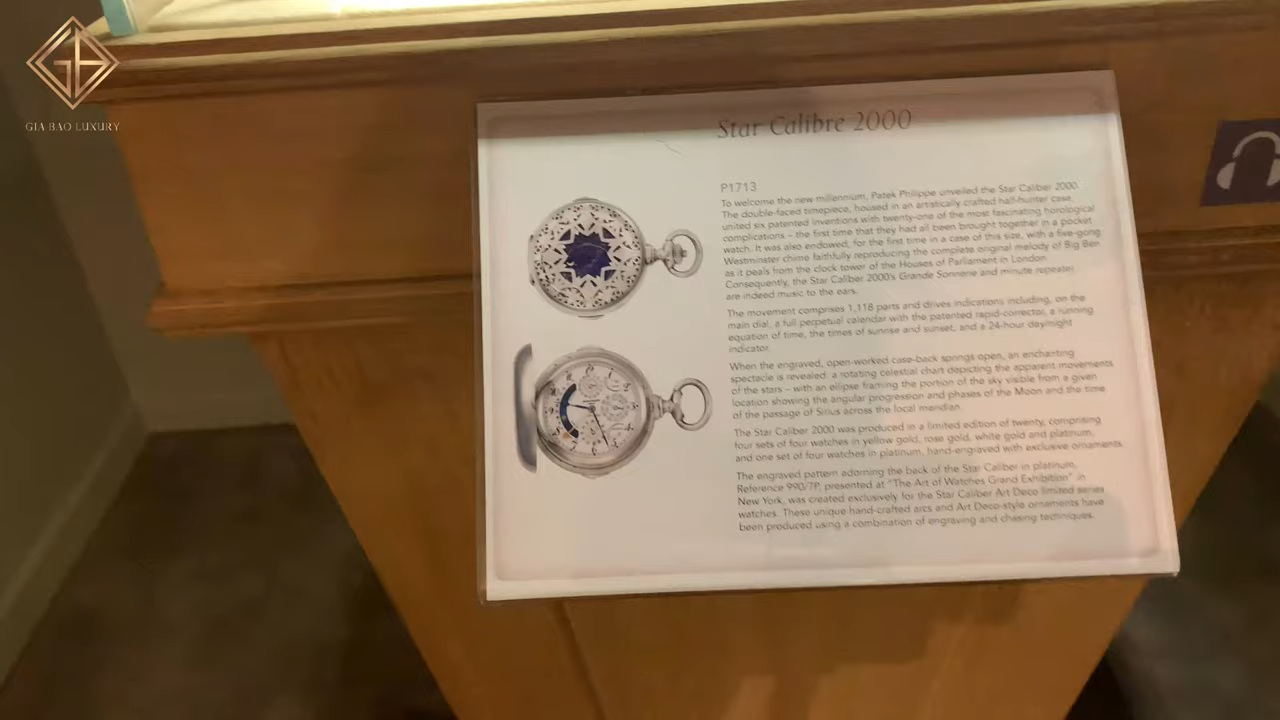 GIA BAO LUXURY
Star Calibre 2000
P1713
To welcome the new millennium, Patek Philippe unveiled the Star Caliber 2000.
The double-faced timepiece, housed in an artistically crafted half-hunter case,
united six patented inventions with twenty-one of the most fascinating horological
complications – the first time that they had all been brought together in a pocket
watch. It was also endowed, for the first time in a case of this size, with a five-gong
Westminster chime faithfully reproducing the complete original melody of Big Ben
as it peals from the clock tower of the Houses of Parliament in London.
Consequently, the Star Caliber 2000's Grande Sonnerie and minute repeater
are indeed music to the ears.
The movement comprises 1,118 parts and drives indications including, on the
main dial, a full perpetual calendar with the patented rapid-corrector, a running
equation of time, the times of sunrise and sunset, and a 24-hour day/night
indicator.
When the engraved, open-worked case-back springs open, an enchanting
spectacle is revealed: a rotating celestial chart depicting the apparent movements
of the stars – with an ellipse framing the portion of the sky visible from a given
location showing the angular progression and phases of the Moon and the time
of the passage of Sirius across the local meridian.
The Star Caliber 2000 was produced in a limited edition of twenty, comprising
four sets of four watches in yellow gold, rose gold, white gold and platinum,
and one set of four watches in platinum, hand-engraved with exclusive ornaments.
The engraved pattern adorning the back of the Star Caliber in platinum,
Reference 990/7P, presented at "The Art of Watches Grand Exhibition" in
New York, was created exclusively for the Star Caliber Art Deco limited series
watches. These unique hand-crafted arcs and Art Deco-style ornaments have
been produced using a combination of engraving and chasing techniques.